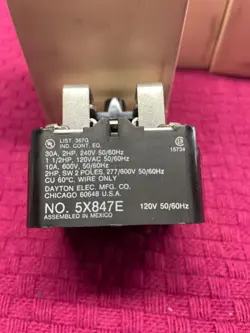 LIST. 367G
IND. CONT. EQ.
30A, 2HP, 240V 50/60Hz
1 1/2HP, 120VAC 50/60Hz
10A, 600V, 50/60Hz
2HP, SW 2 POLES, 277/600V 50/60Hz
CU 60°C, WIRE ONLY
DAYTON ELEC. MFG. CO.
CHICAGO 60648 U.S.A.
NO. 5X847E 120V 50/60Hz
ASSEMBLED IN MEXICO
15734